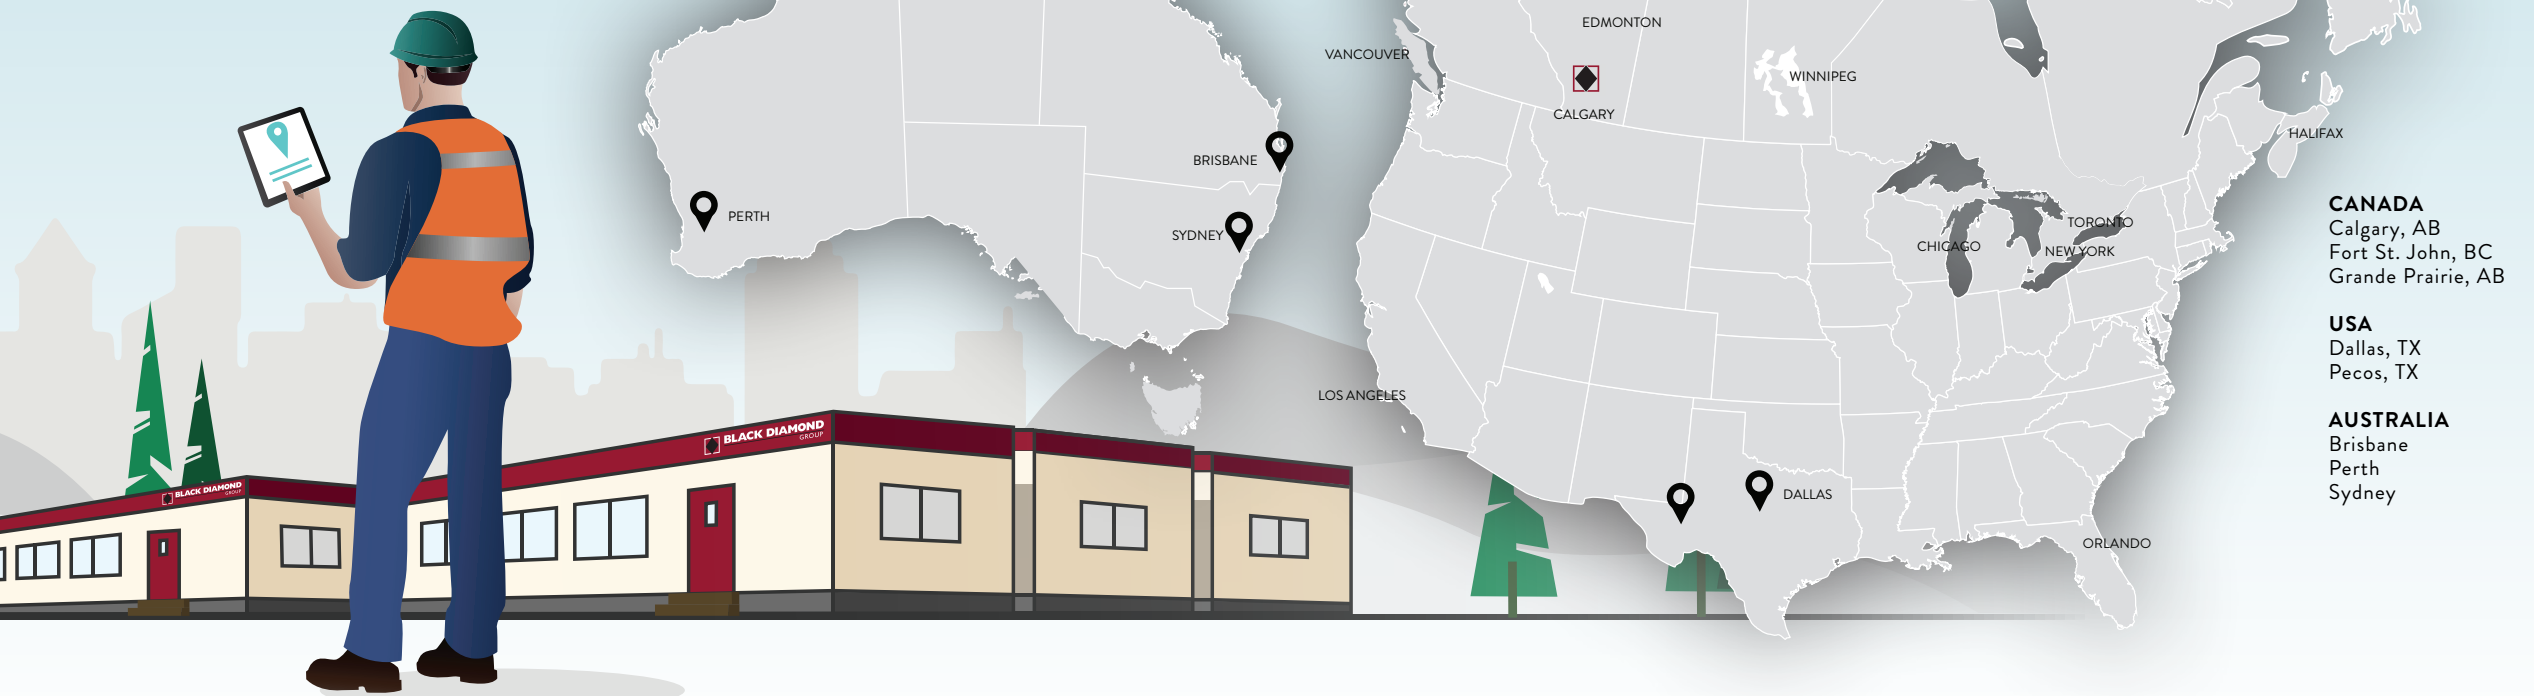 EDMONTON
VANCOUVER
WINNIPEG
CALGARY
HALIFAX
BRISBANE
PERTH
SYDNEY
TORONTO
CHICAGO
NEW YORK
LOS ANGELES
DALLAS
ORLANDO
BLACK DIAMOND
GROUP
BLACK DIAMOND
GROUP
CANADA
Calgary, AB
Fort St. John, BC
Grande Prairie, AB
USA
Dallas, TX
Pecos, TX
AUSTRALIA
Brisbane
Perth
Sydney